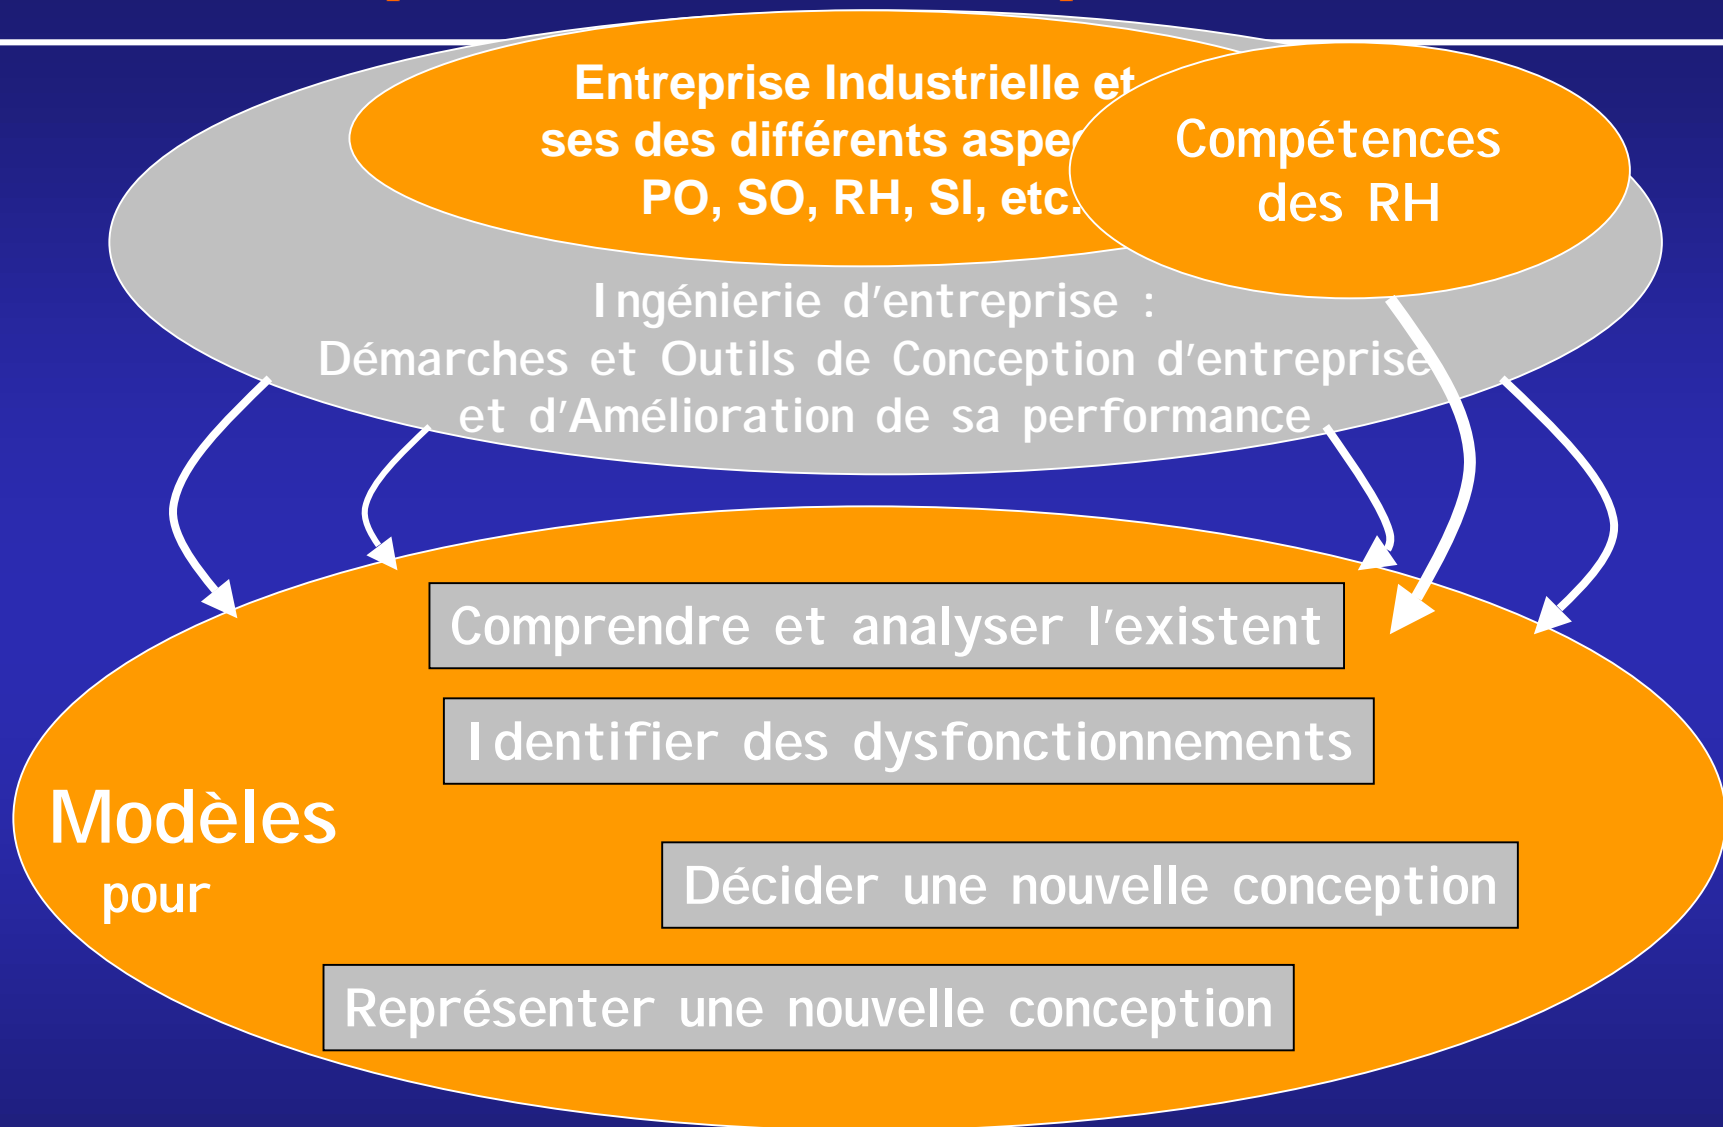 Entreprise Industrielle et
ses des différents aspec
PO, SO, RH, SI, etc.
Compétences
des RH
Ingénierie d'entreprise :
Démarches et Outils de Conception d'entreprise
et d'Amélioration de sa performance
Comprendre et analyser l'existent
Identifier des dysfonctionnements
Modèles
pour
Décider une nouvelle conception
Représenter une nouvelle conception